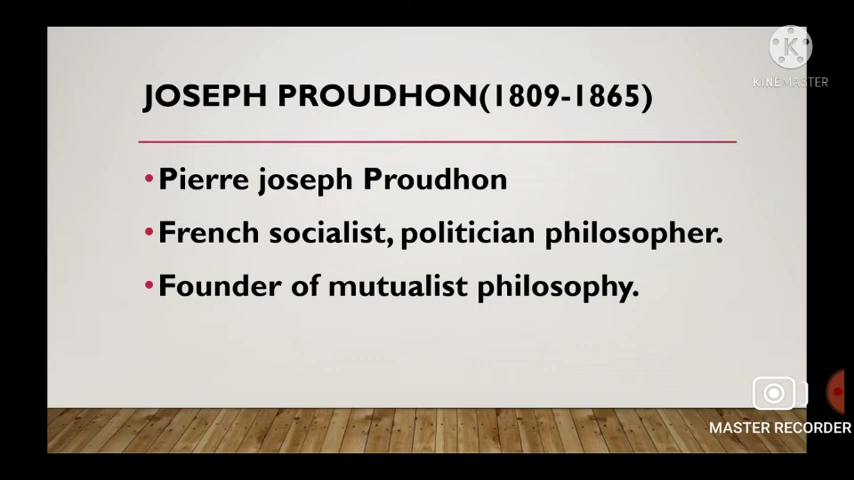 JOSEPH PROUDHON(1809-1865)
•Pierre joseph Proudhon
•French socialist, politician philosopher.
•Founder of mutualist philosophy.
K
KINEMASTER
MASTER RECORDER